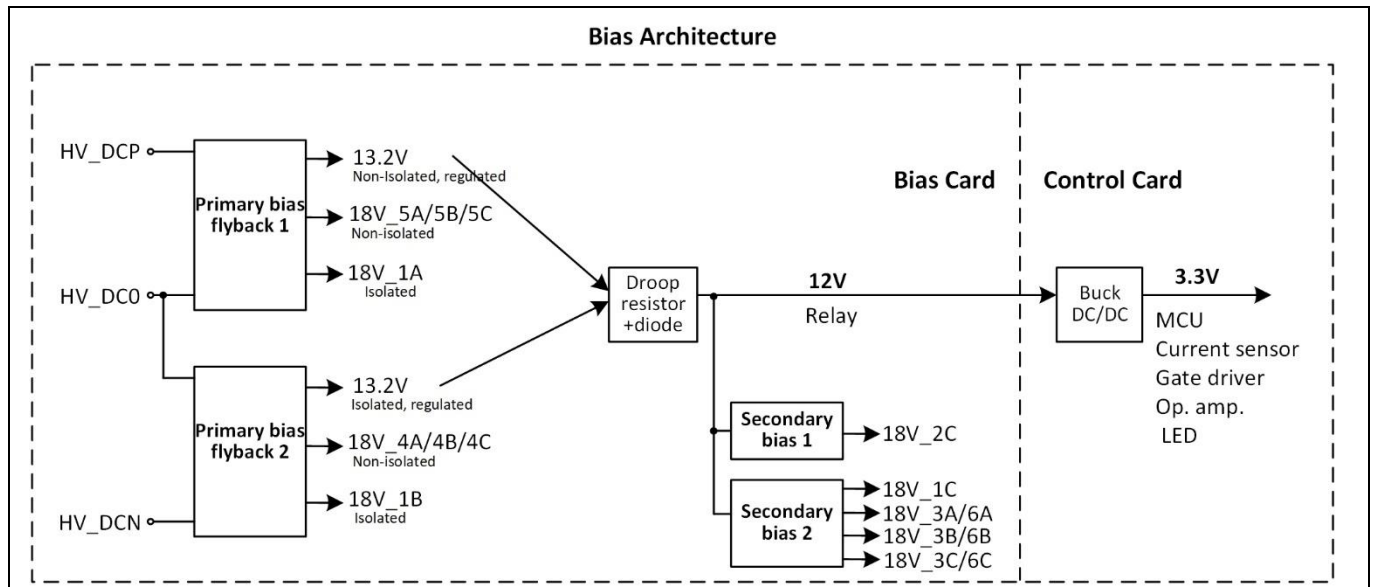 Bias Architecture
HV_DCP
HV_DC0
HV_DCN
Primary bias
flyback 1
13.2V
Non-Isolated, regulated
18V_5A/5B/5C
Non-isolated
18V_1A
Isolated
Primary bias
flyback 2
13.2V
Isolated, regulated
18V_4A/4B/4C
Non-isolated
18V_1B
Isolated
Droop
resistor
+diode
12V
Relay
Bias Card
Control Card
Secondary
bias 1
18V_2C
Secondary
bias 2
18V_1C
18V_3A/6A
18V_3B/6B
18V_3C/6C
Buck
DC/DC
3.3V
MCU
Current sensor
Gate driver
Op. amp.
LED